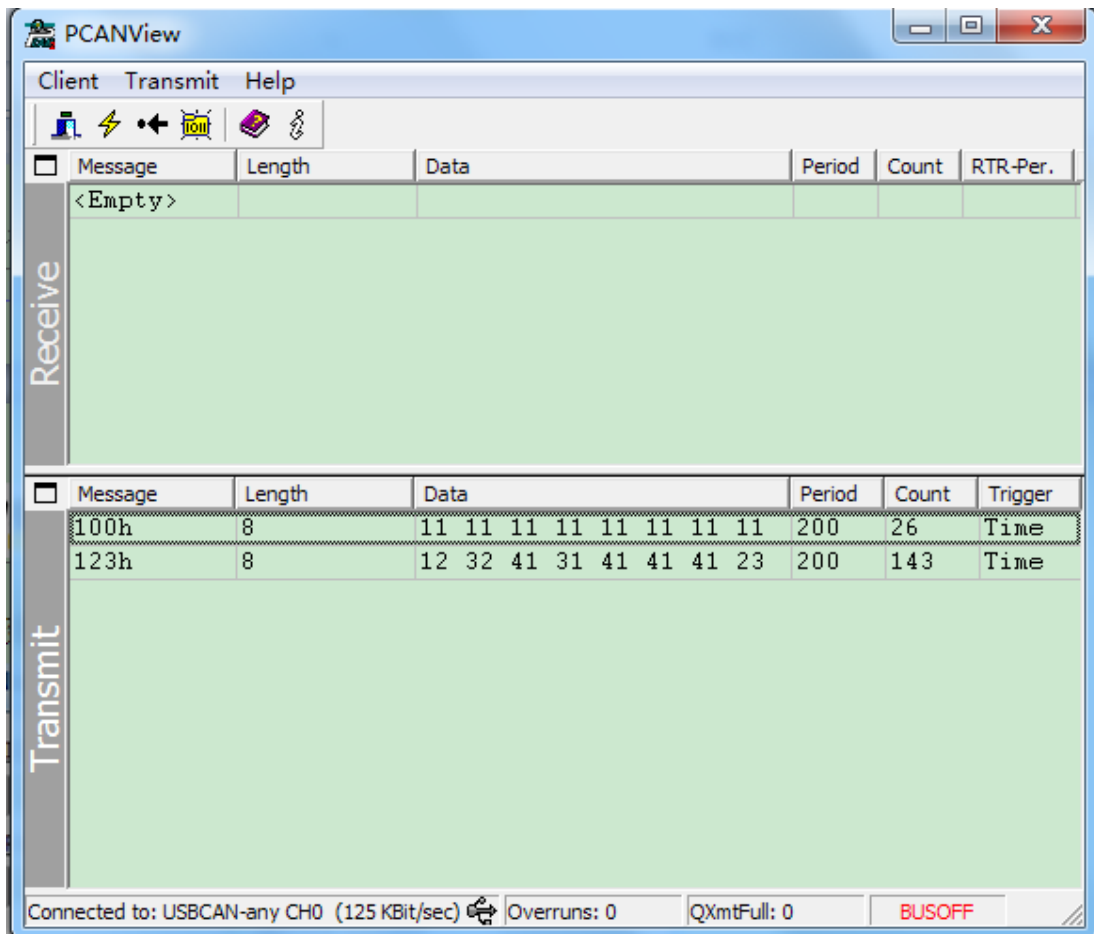 PCANView
Client Transmit Help
Message Length Data Period Count RTR-Per.
<Empty>
Receive
Message Length Data Period Count Trigger
100h 8 11 11 11 11 11 11 11 11 200 26 Time
123h 8 12 32 41 31 41 41 41 23 200 143 Time
Transmit
Connected to: USBCAN-any CH0 (125 KBit/sec) Overruns: 0 QXmtFull: 0 BUSOFF